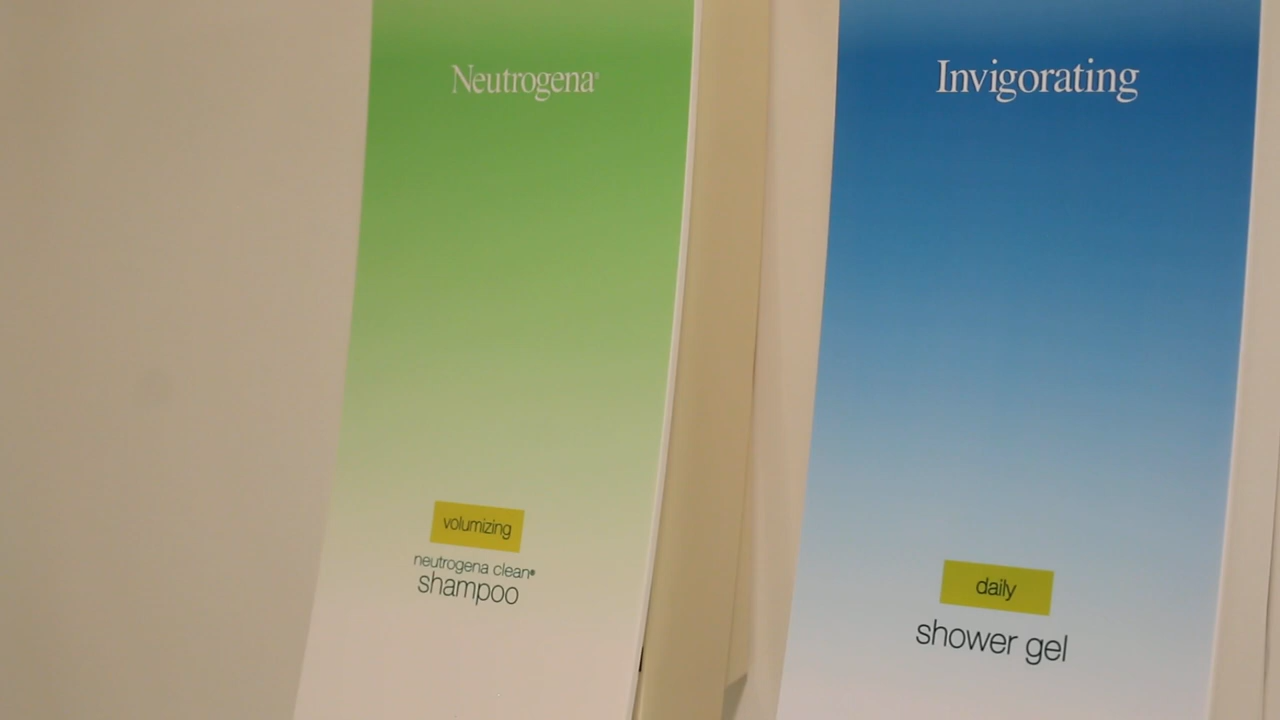 Neutrogena®
volumizing
neutrogena clean®
shampoo
Invigorating
daily
shower gel